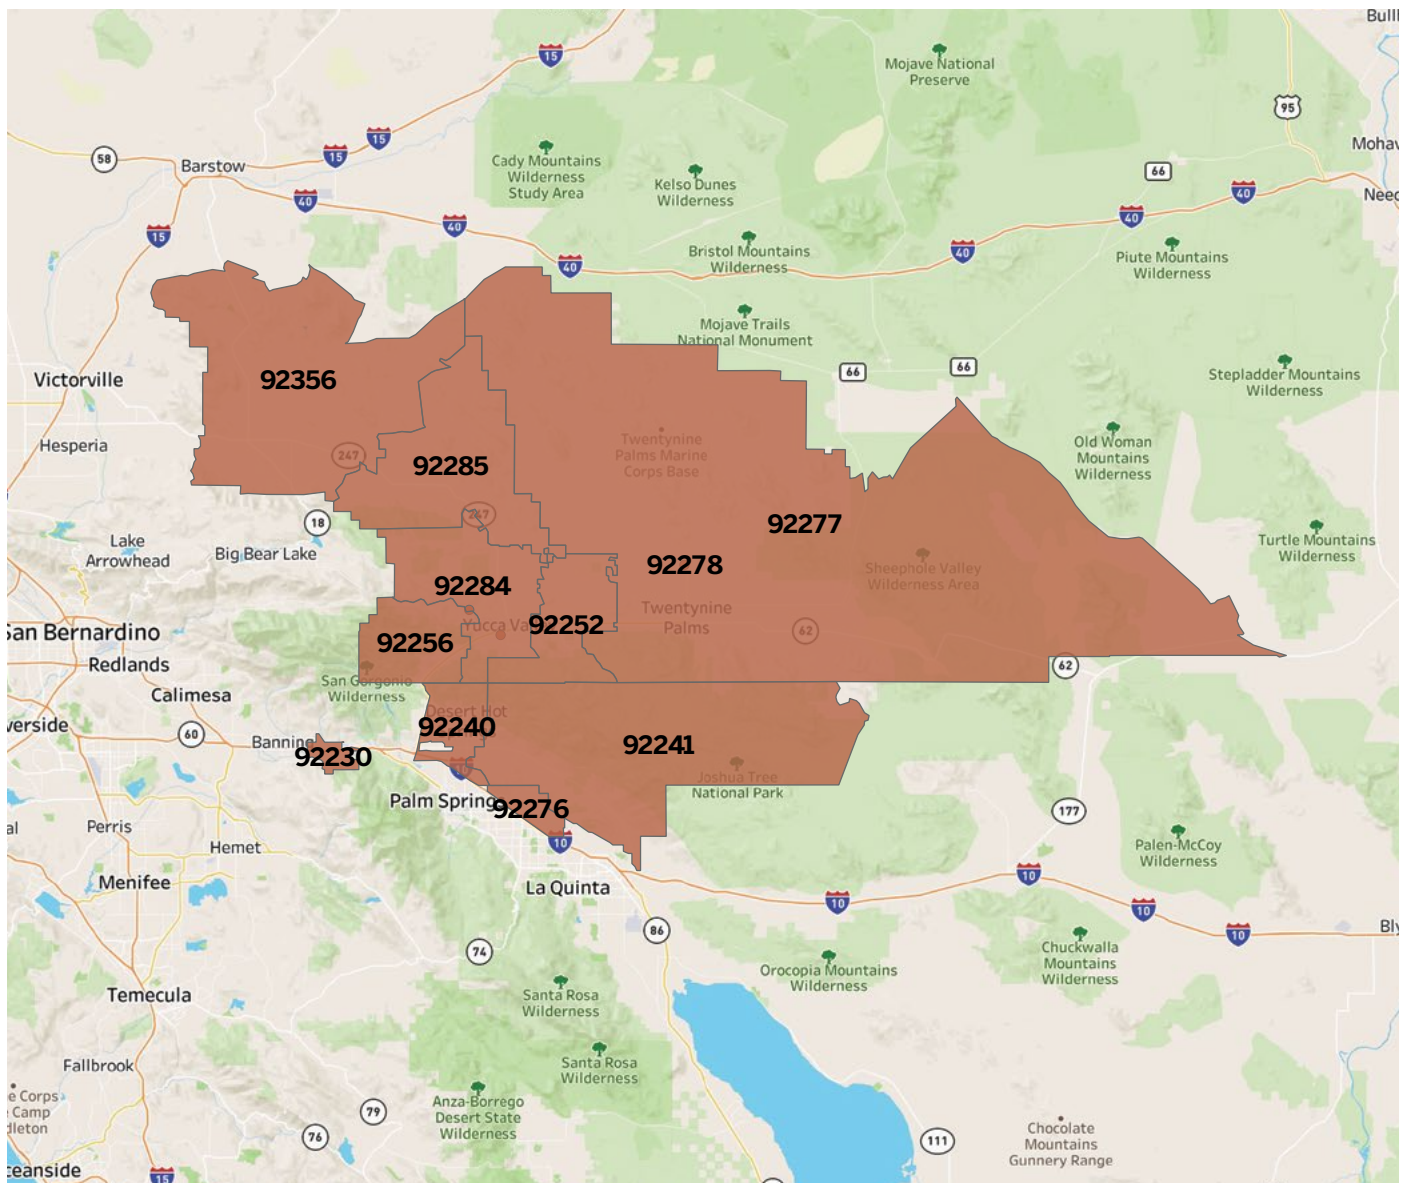 Bull
15
Mojave National
Preserve
95
58
15
15
Barstow
Mohav
Cady Mountains
Wilderness
Study Area
66
Kelso Dunes
Wilderness
40
40
Need
40
40
15
Bristol Mountains
Wilderness
40
40
Piute Mountains
Wilderness
Mojave Trails
National Monument
66
66
Victorville
92356
Stepladder Mountains
Wilderness
Hesperia
247
92285
Twentynine
Palms Marine
Corps Base
Old Woman
Mountains
Wilderness
18
247
92277
Lake
Arrowhead
Big Bear Lake
Turtle Mountains
Wilderness
92284
92278
Sheephole Valley
Wilderness Area
San Bernardino
92256
Yucca Va
92252
Twentynine
Palms
62
Redlands
62
San Gorgonio
Wilderness
Calimesa
Desert Hot
verside
60
92240
Banning
92230
92241
10
Joshua Tree
National Park
Palm Spring
92276
177
al
Perris
10
Hemet
Palen-McCoy
Wilderness
Menifee
La Quinta
10
10
10
10
Bly
86
74
Chuckwalla
Mountains
Wilderness
Orocopia Mountains
Wilderness
Temecula
Santa Rosa
Wilderness
Fallbrook
Santa Rosa
Wilderness
e Corps
Camp
dleton
79
Anza-Borrego
Desert State
Wilderness
76
111
Chocolate
Mountains
Gunnery Range
ceanside
15